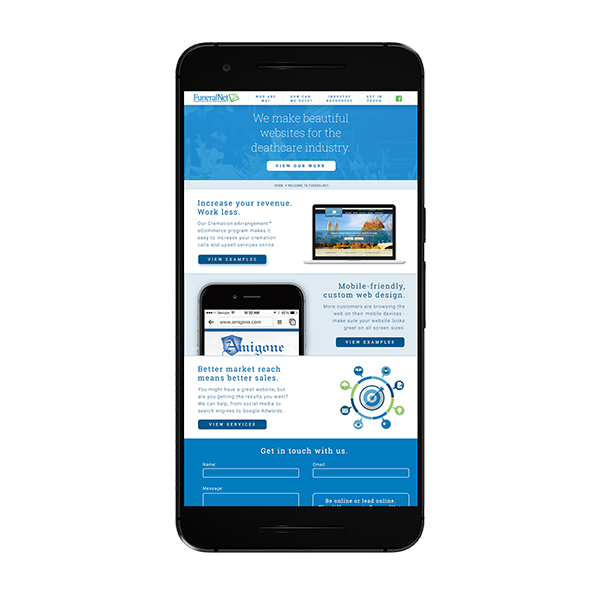 FuneralNet
WHO ARE WE?
HOW CAN WE HELP?
INDUSTRY RESOURCES
GET IN TOUCH
We make beautiful
websites for the
deathcare industry.
VIEW OUR WORK
HOME > WELCOME TO FUNERALNET
Increase your revenue.
Work less.
Our Cremation eArrangement™
eCommerce program makes it
easy to increase your cremation
calls and upsell services online.
VIEW EXAMPLES
Mobile-friendly,
custom web design.
More customers are browsing the
web on their mobile devices-
make sure your website looks
great on all screen sizes.
VIEW EXAMPLES
Verizon 10:32 AM 62%
www.amigone.com
Amigone
Better market reach
means better sales.
You might have a great website, but
are you getting the results you want?
We can help, from social media to
search engines to Google Adwords.
VIEW SERVICES
Get in touch with us.
Name
Email
Message
Be online or lead online.